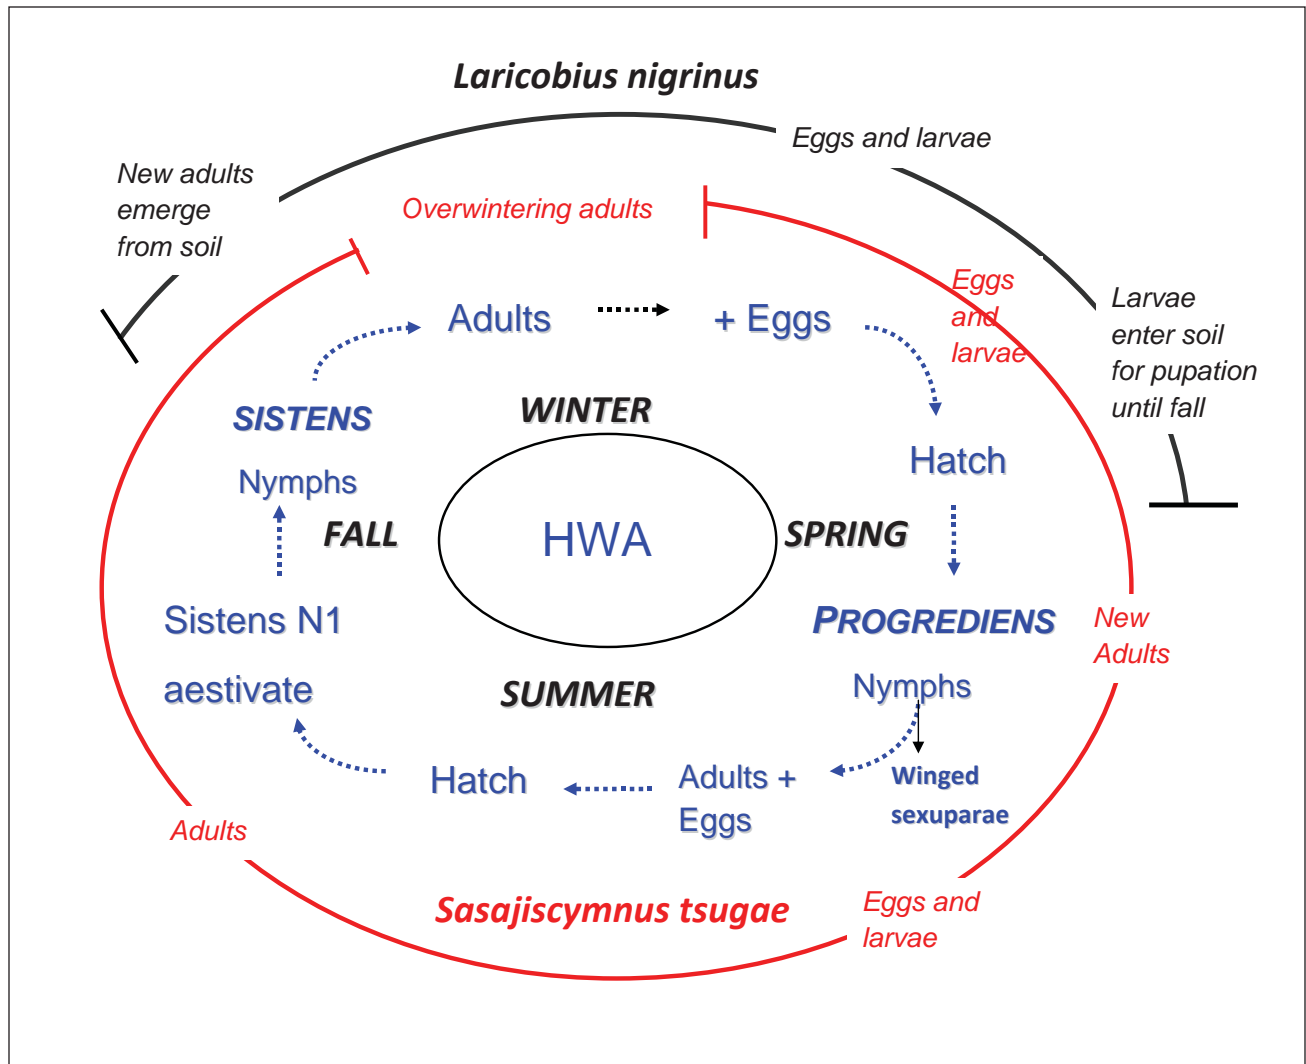 Laricobius nigrinus
Eggs and larvae
New adults
emerge
from soil
Overwintering adults
Eggs
and
larvae
Larvae
enter soil
for pupation
until fall
Adults
+ Eggs
SISTENS
WINTER
Hatch
Nymphs
FALL
HWA
SPRING
Sistens N1
aestivate
PROGREDIENS
New
Adults
SUMMER
Nymphs
Hatch
Adults +
Eggs
Winged
sexuparae
Adults
Sasajiscymnus tsugae
Eggs and
larvae